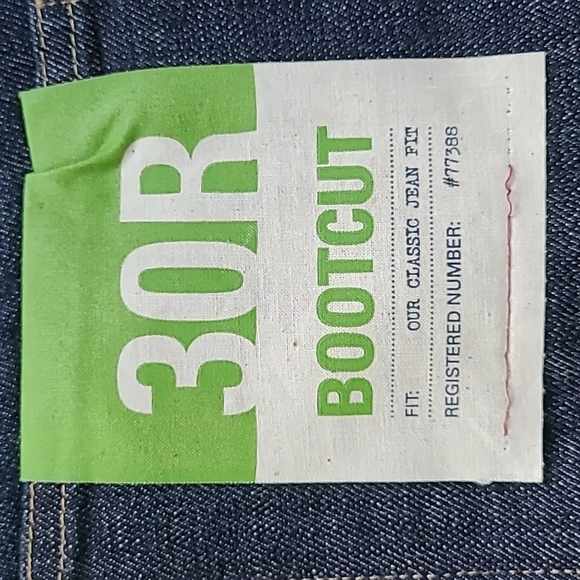 30R
BOOTCUT
FIT: OUR CLASSIC JEAN FIT
REGISTERED NUMBER: #77388